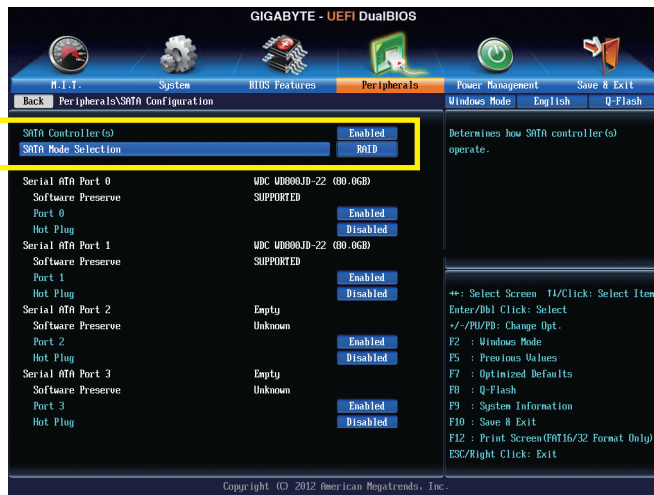 GIGABYTE - UEFI DualBIOS
M.I.T. System BIOS Features Peripherals Power Management Save & Exit
Back Peripherals\SATA Configuration Windows Mode English Q-Flash
SATA Controller(s) Enabled
SATA Mode Selection RAID
Determines how SATA controller(s)
operate.
Serial ATA Port 0 WDC WD800JD-22 (80.0GB)
Software Preserve SUPPORTED
Port 0 Enabled
Hot Plug Disabled
Serial ATA Port 1 WDC WD800JD-22 (80.0GB)
Software Preserve SUPPORTED
Port 1 Enabled
Hot Plug Disabled
Serial ATA Port 2 Empty
Software Preserve Unknown
Port 2 Enabled
Hot Plug Disabled
Serial ATA Port 3 Empty
Software Preserve Unknown
Port 3 Enabled
Hot Plug Disabled
→←: Select Screen ↑↓/Click: Select Item
Enter/Dbl Click: Select
+/-/PU/PD: Change Opt.
F2 : Windows Mode
F5 : Previous Values
F7 : Optimized Defaults
F8 : Q-Flash
F9 : System Information
F10 : Save & Exit
F12 : Print Screen(FAT16/32 Format Only)
ESC/Right Click: Exit
Copyright (C) 2012 American Megatrends, Inc.